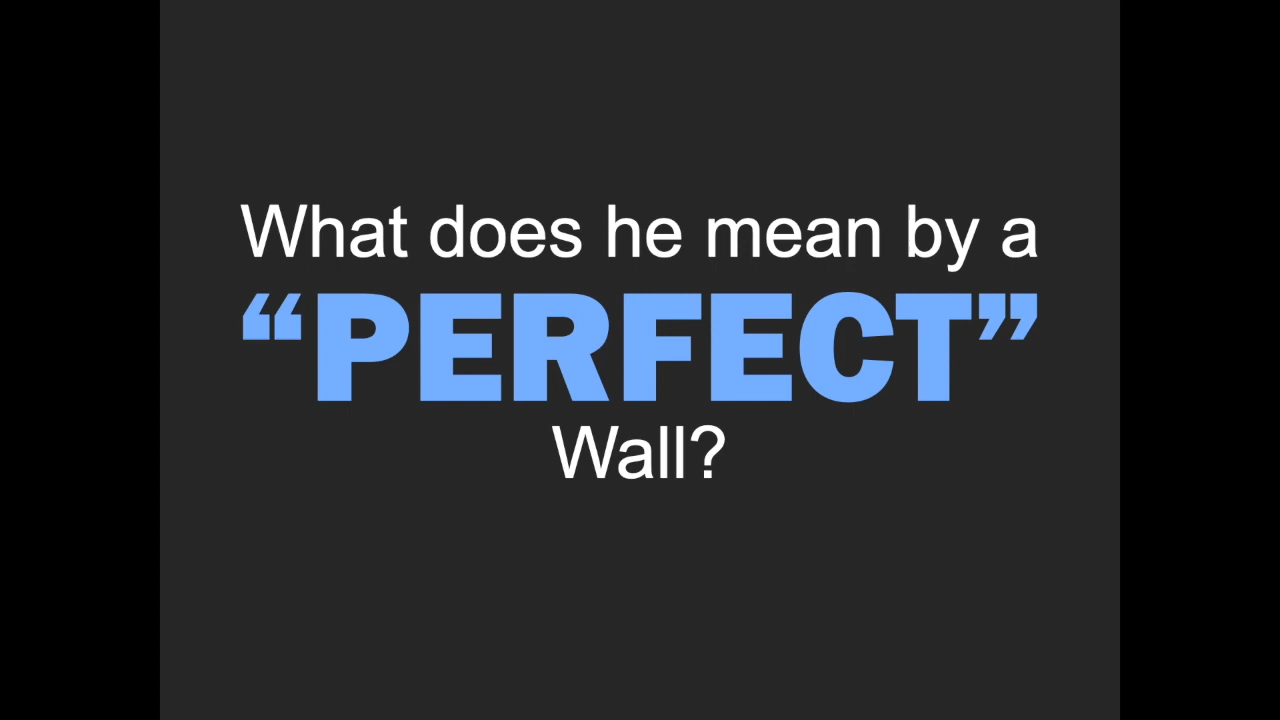 What does he mean by a
“PERFECT”
Wall?